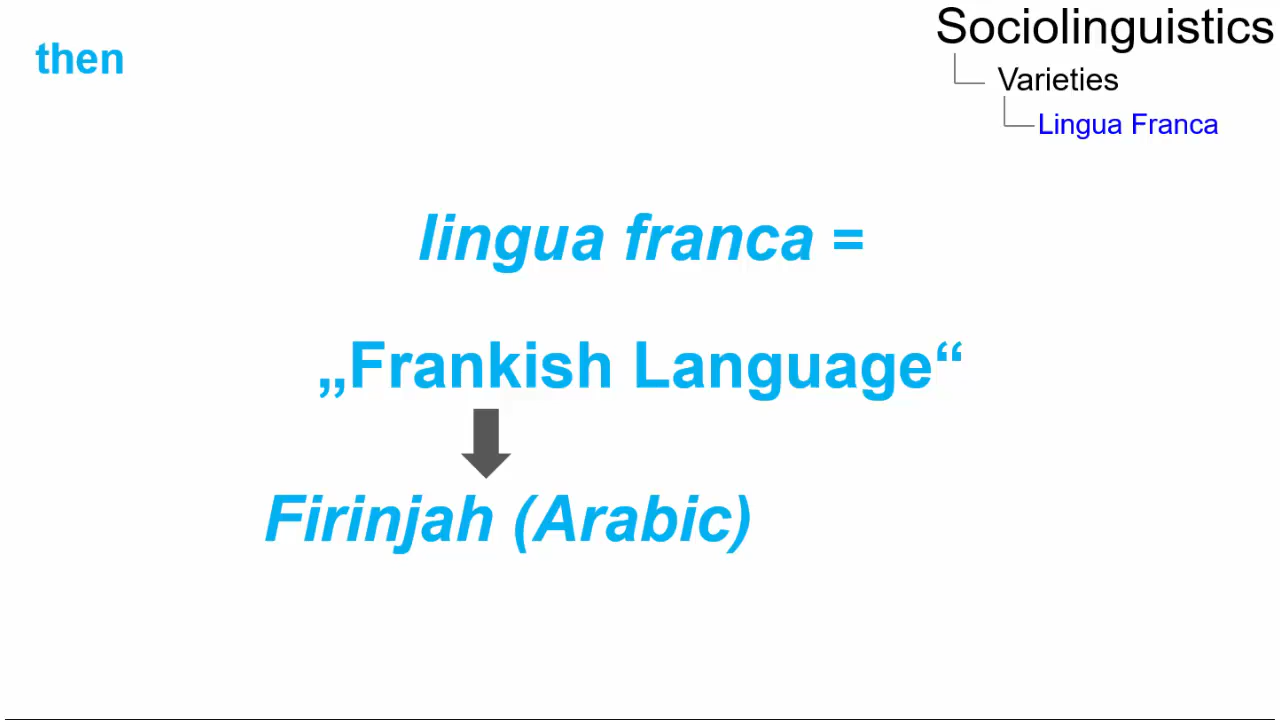 then
Sociolinguistics
Varieties
Lingua Franca
lingua franca =
„Frankish Language“
Firinjah (Arabic)